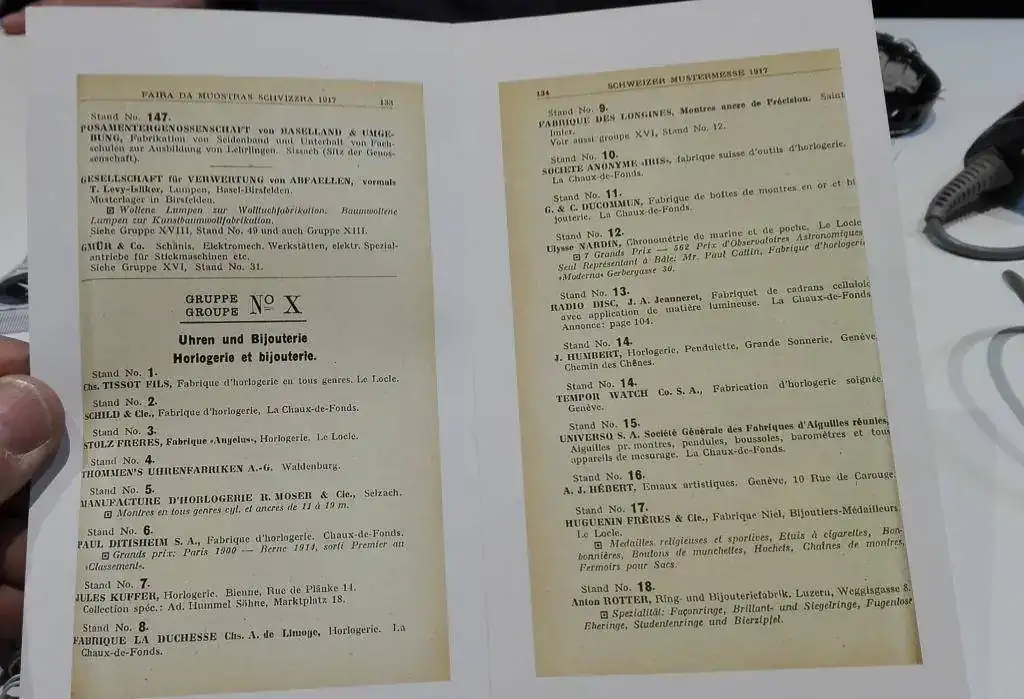 FAIRA DA MUOSTRAS SCHVIZZRA 1917 133
Stand No. 147.
POSAMENTERGENOSSENSCHAFT von BASELLAND & UMGE-
BUNG, Fabrikation von Seidenband und Unterhalt von Fach-
schulen zur Ausbildung von Lehrlingen. Sissach (Sitz der Genos-
senschaft).
GESELLSCHAFT für VERWERTUNG von ABFAELLEN, vormals
T. Levy-Isliker, Lumpen, Basel-Birsfelden.
Musterlager in Birsfelden.
Wollene Lumpen zur Wolltuchfabrikation. Baumwollene
Lumpen zur Kunstbaumwollfabrikation.
Siehe Gruppe XVIII, Stand No. 49 und auch Gruppe XIII.
GMÜR & Co. Schänis, Elektromech. Werkstätten, elektr. Spezial-
antriebe für Stickmaschinen etc.
Siehe Gruppe XVI, Stand No. 31.
GRUPPE
GROUPE No X
Uhren und Bijouterie
Horlogerie et bijouterie.
Stand No. 1.
Chs. TISSOT FILS, Fabrique d'horlogerie en tous genres. Le Locle.
Stand No. 2.
SCHILD & Cie., Fabrique d'horlogerie, La Chaux-de-Fonds.
Stand No. 3.
STOLZ FRERES, Fabrique «Angelus», Horlogerie. Le Locle.
Stand No. 4.
THOMMEN'S UHRENFABRIKEN A.-G. Waldenburg.
Stand No. 5.
MANUFACTURE D'HORLOGERIE R. MOSER & Cie., Selzach.
Montres en tous genres cyl. et ancres de 11 à 19 m.
Stand No. 6.
PAUL DITISHEIM S. A., Fabrique d'horlogerie. Chaux-de-Fonds.
Grands prix: Paris 1900 — Berne 1914, sorti Premier au
«Classement».
Stand No. 7.
JULES KUFFER, Horlogerie. Bienne, Rue de Plänke 14.
Collection spéc.: Ad. Hummel Söhne, Marktplatz 18.
Stand No. 8.
FABRIQUE LA DUCHESSE Chs. A. de Limoge, Horlogerie. La
Chaux-de-Fonds.
134 SCHWEIZER MUSTERMESSE 1917
Stand No. 9.
FABRIQUE DES LONGINES, Montres ancre de Précision. Saint
Imier.
Voir aussi groupe XVI, Stand No. 12.
Stand No. 10.
SOCIETE ANONYME «IRIS», fabrique suisse d'outils d'horlogerie.
La Chaux-de-Fonds.
Stand No. 11.
G. & C. DUCOMMUN, Fabrique de boîtes de montres en or et bi
jouterie. La Chaux-de-Fonds.
Stand No. 12.
Ulysse NARDIN, Chronométrie de marine et de poche. Le Locle
7 Grands Prix — 562 Prix d'Observatoires Astronomiques
Seul Représentant à Bâle: Mr. Paul Cattin, Fabrique d'horlogerie
«Moderna» Gerbergasse 30.
Stand No. 13.
RADIO DISC, J. A. Jeanneret, Fabriquet de cadrans celluloïd
avec application de matière lumineuse. La Chaux-de-Fonds
Annonce: page 104.
Stand No. 14.
J. HUMBERT, Horlogerie, Pendulette, Grande Sonnerie, Genève,
Chemin des Chênes.
Stand No. 14.
TEMPOR WATCH Co. S. A., Fabrication d'horlogerie soignée.
Genève.
Stand No. 15.
UNIVERSO S. A. Société Générale des Fabriques d'Aiguilles réunies,
Aiguilles pr. montres, pendules, boussoles, baromètres et tous
appareils de mesurage. La Chaux-de-Fonds.
Stand No. 16.
A. J. HÉBERT, Emaux artistiques. Genève, 10 Rue de Carouge.
Stand No. 17.
HUGUENIN FRÈRES & Cie., Fabrique Niel, Bijoutiers-Médailleurs
Le Locle.
Medailles religieuses et sportives, Etuis à cigarettes, Bon-
bonnières, Boutons de manchettes, Hochets, Chaînes de montres,
Fermoirs pour Sacs.
Stand No. 18.
Anton ROTTER, Ring- und Bijouteriefabrik. Luzern, Weggisgasse 8.
Spezialität: Façonringe, Brillant- und Siegelringe, Fugenlose
Eheringe, Studentenringe und Bierzipfel.